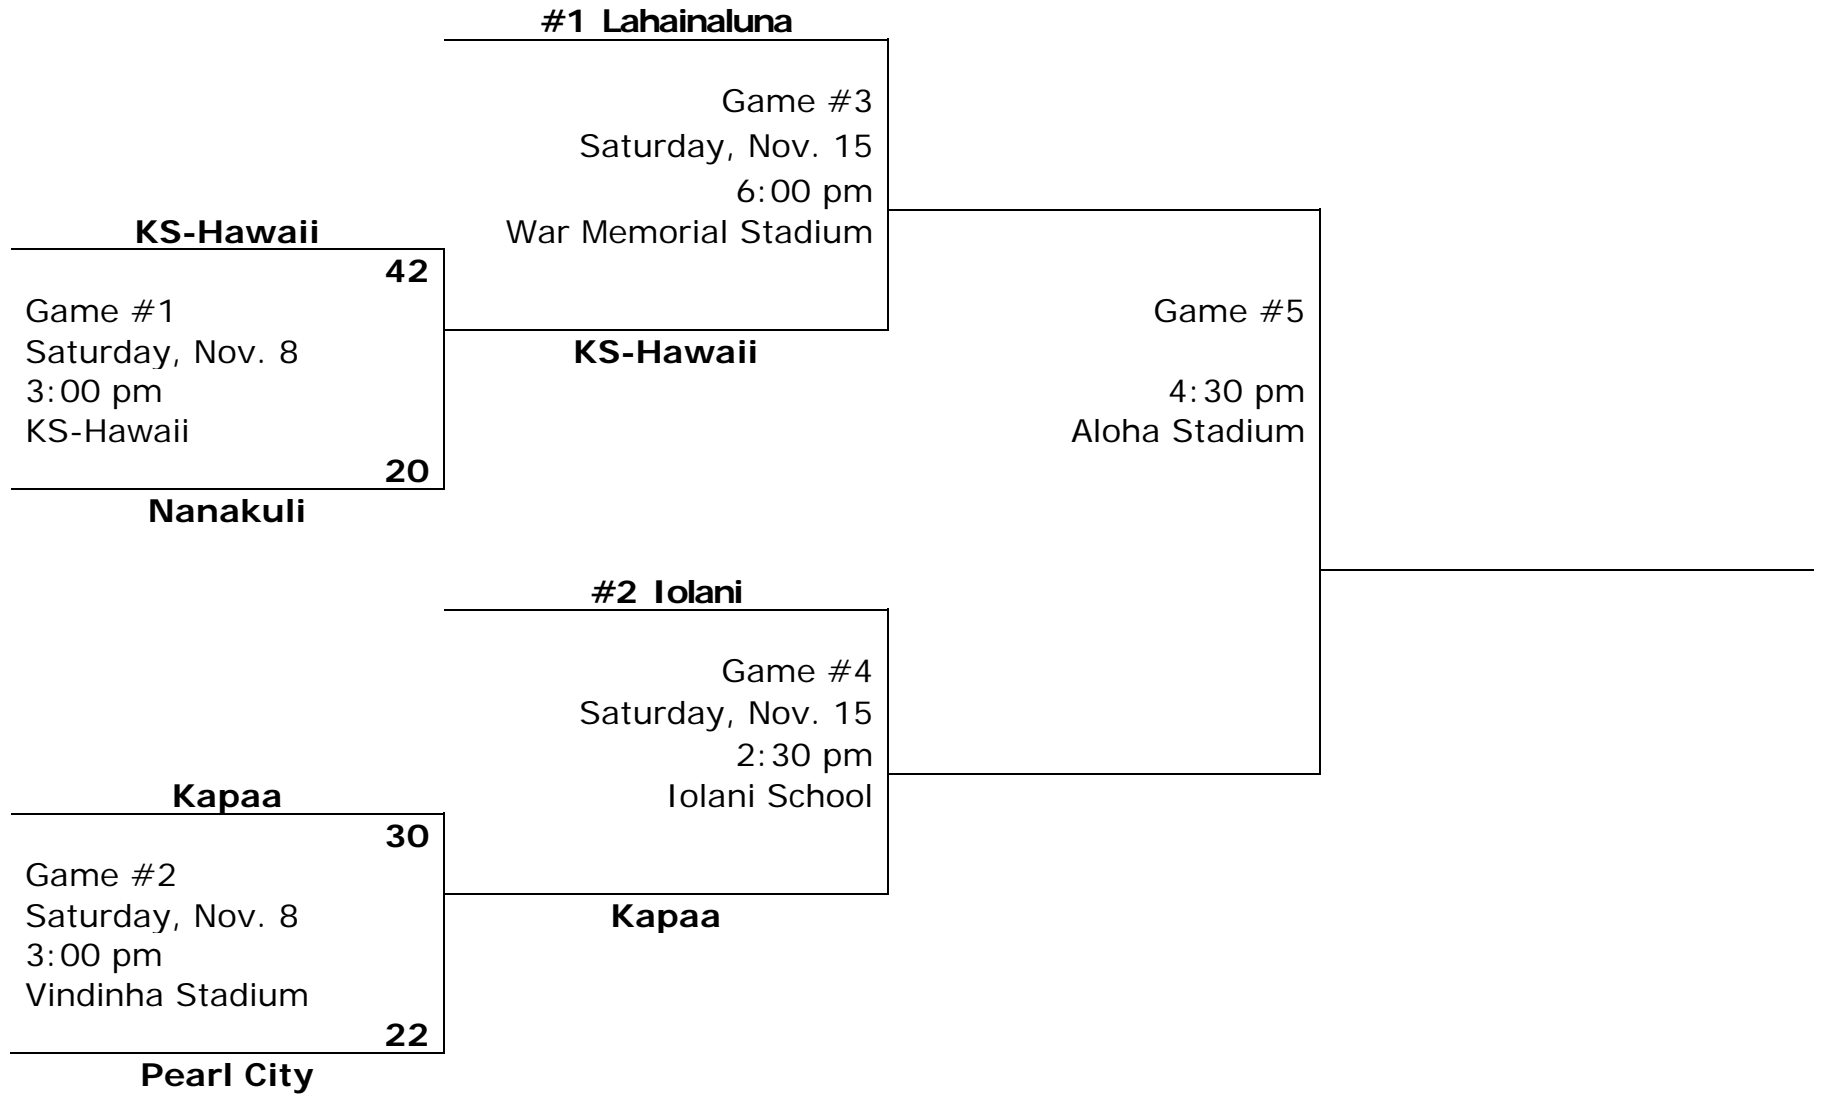 #1 Lahainaluna
Game #3
Saturday, Nov. 15
6:00 pm
War Memorial Stadium
KS-Hawaii
42
Game #1
Saturday, Nov. 8
3:00 pm
KS-Hawaii
20
Nanakuli
KS-Hawaii
Game #5
4:30 pm
Aloha Stadium
#2 Iolani
Game #4
Saturday, Nov. 15
2:30 pm
Iolani School
Kapaa
30
Game #2
Saturday, Nov. 8
3:00 pm
Vindinha Stadium
22
Pearl City
Kapaa